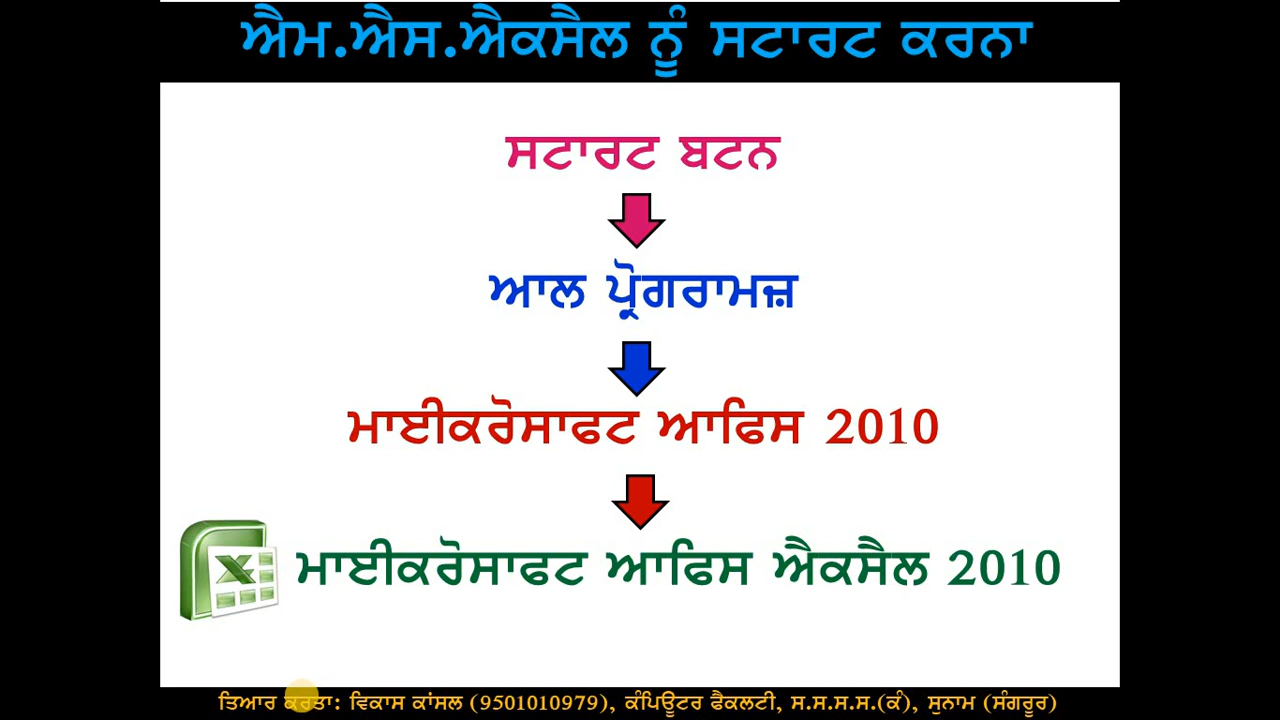 ਐਮ.ਐਸ.ਐਕਸੈਲ ਨੂੰ ਸਟਾਰਟ ਕਰਨਾ
ਸਟਾਰਟ ਬਟਨ
ਆਲ ਪ੍ਰੋਗਰਾਮਜ਼
ਮਾਈਕਰੋਸਾਫਟ ਆਫਿਸ 2010
ਮਾਈਕਰੋਸਾਫਟ ਆਫਿਸ ਐਕਸੈਲ 2010
ਤਿਆਰ ਕਰਤਾ: ਵਿਕਾਸ ਕਾਂਸਲ (9501010979), ਕੰਪਿਊਟਰ ਫੈਕਲਟੀ, ਸ.ਸ.ਸ.ਸ.(ਕੰ), ਸੁਨਾਮ (ਸੰਗਰੂਰ)